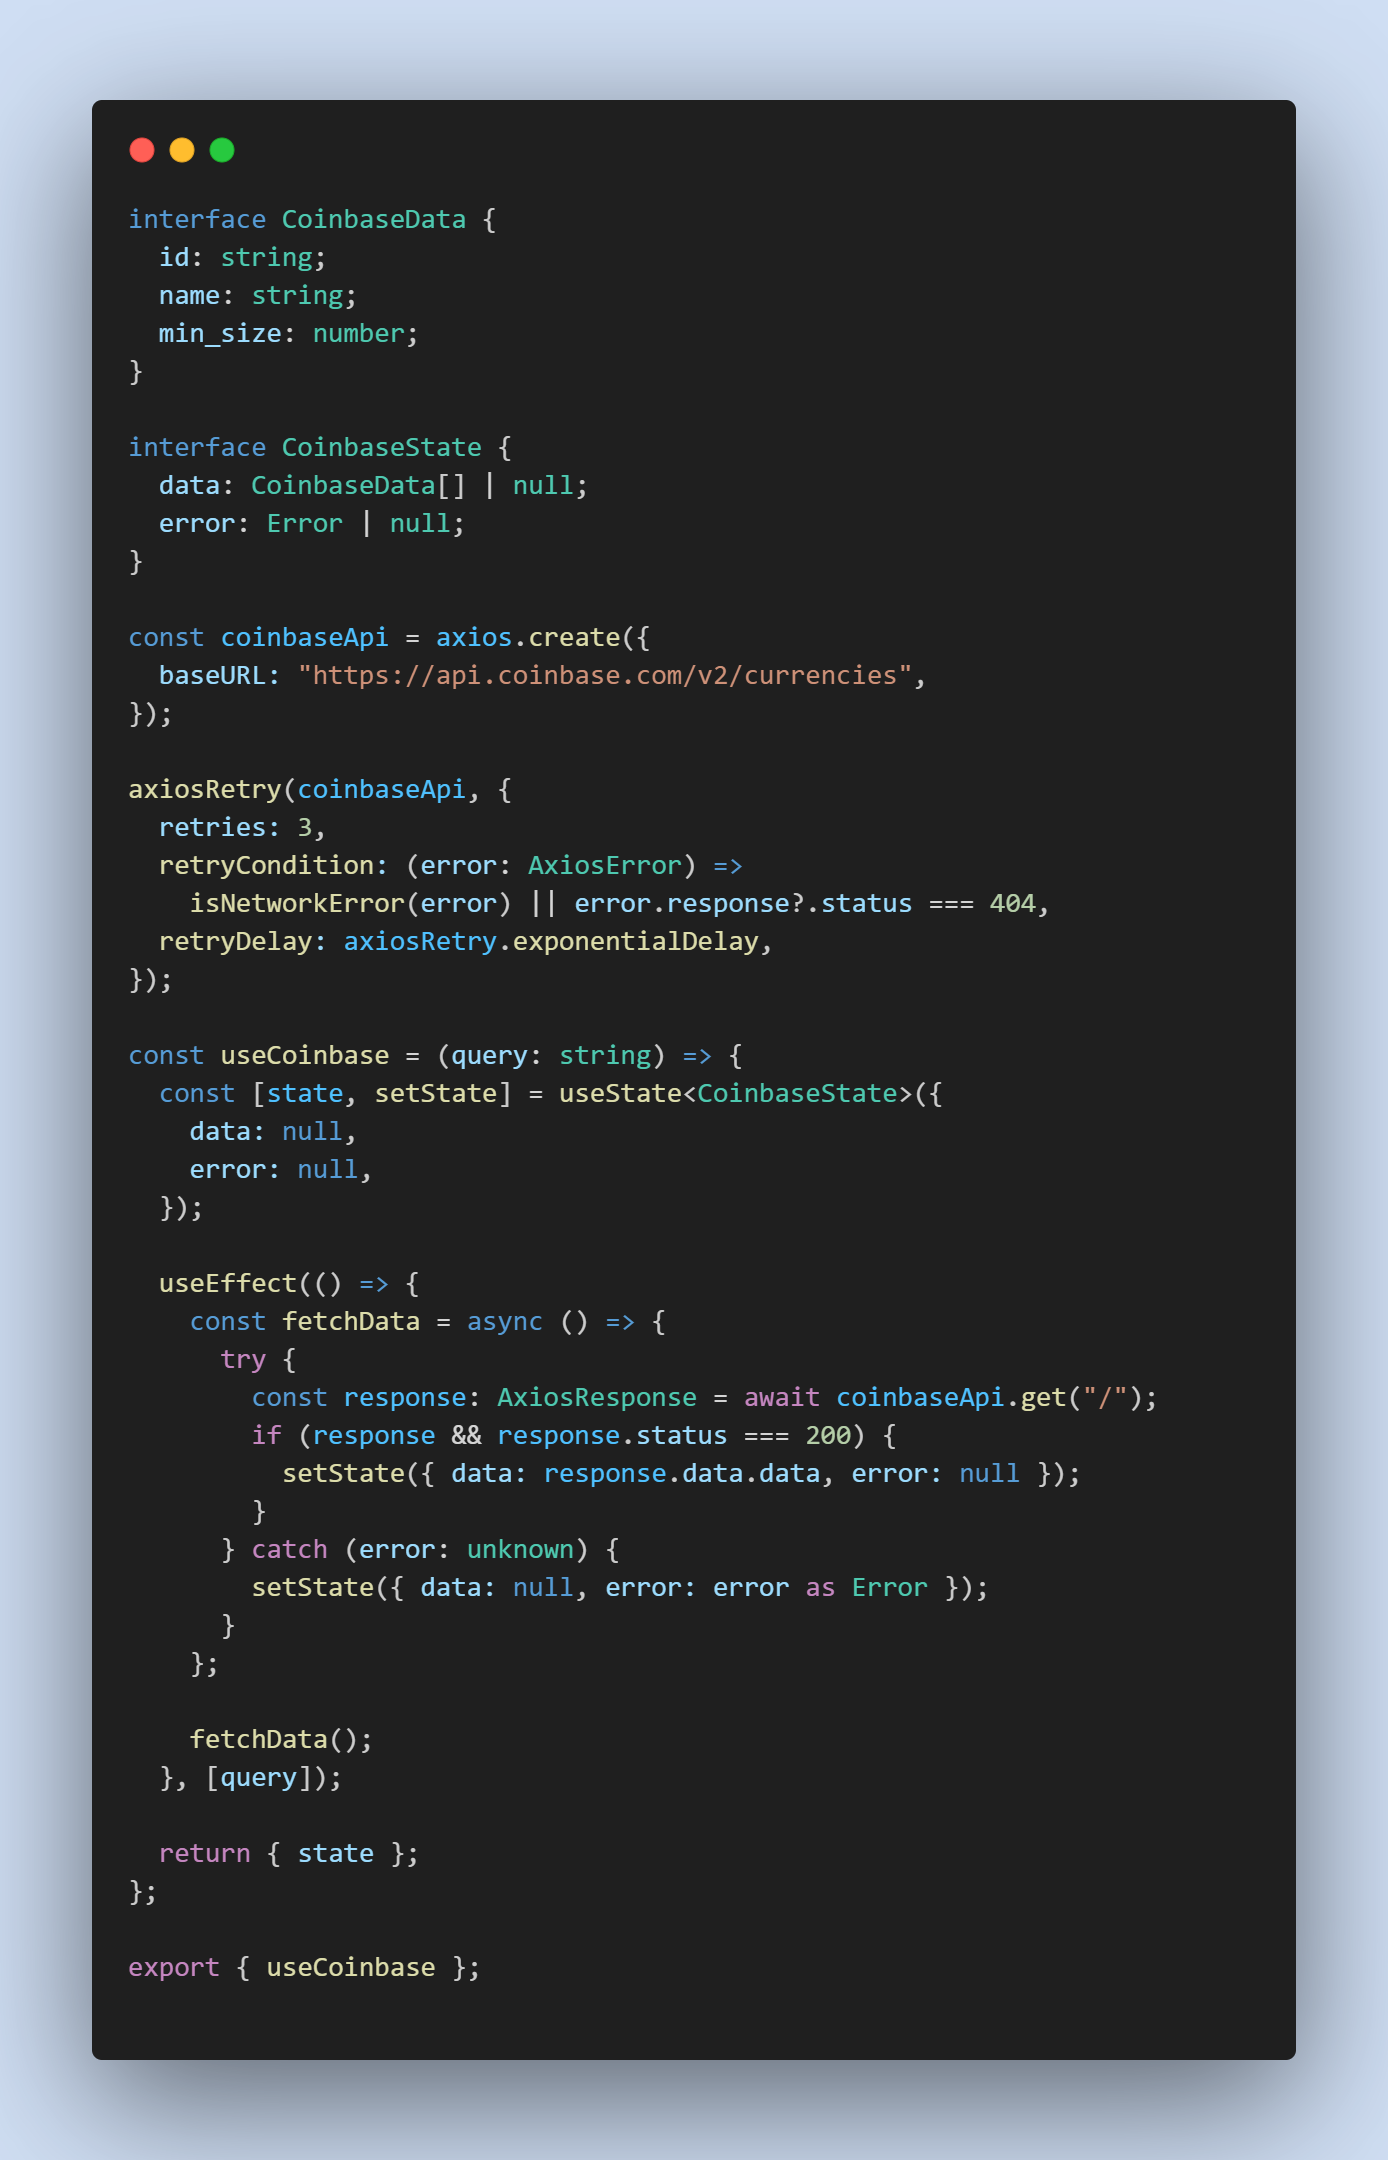 interface CoinbaseData {
  id: string;
  name: string;
  min_size: number;
}

interface CoinbaseState {
  data: CoinbaseData[] | null;
  error: Error | null;
}

const coinbaseApi = axios.create({
  baseURL: "https://api.coinbase.com/v2/currencies",
});

axiosRetry(coinbaseApi, {
  retries: 3,
  retryCondition: (error: AxiosError) =>
    isNetworkError(error) || error.response?.status === 404,
  retryDelay: axiosRetry.exponentialDelay,
});

const useCoinbase = (query: string) => {
  const [state, setState] = useState<CoinbaseState>({
    data: null,
    error: null,
  });

  useEffect(() => {
    const fetchData = async () => {
      try {
        const response: AxiosResponse = await coinbaseApi.get("/");
        if (response && response.status === 200) {
          setState({ data: response.data.data, error: null });
        }
      } catch (error: unknown) {
        setState({ data: null, error: error as Error });
      }
    };

    fetchData();
  }, [query]);

  return { state };
};

export { useCoinbase };